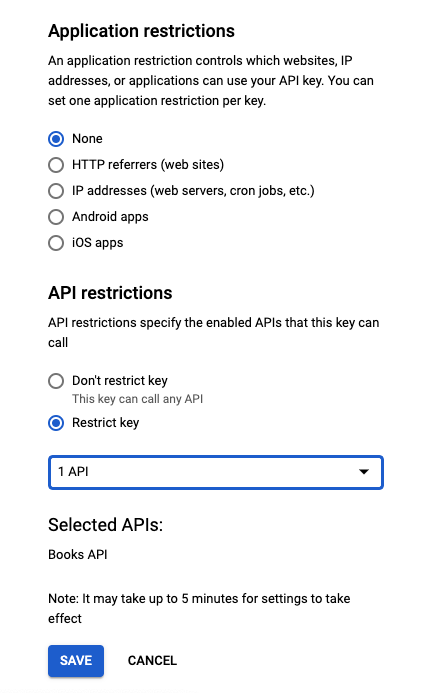 Application restrictions
An application restriction controls which websites, IP
addresses, or applications can use your API key. You can
set one application restriction per key.
None
HTTP referrers (web sites)
IP addresses (web servers, cron jobs, etc.)
Android apps
iOS apps
API restrictions
API restrictions specify the enabled APIs that this key can
call
Don't restrict key
This key can call any API
Restrict key
1 API
Selected APIs:
Books API
Note: It may take up to 5 minutes for settings to take
effect
SAVE CANCEL